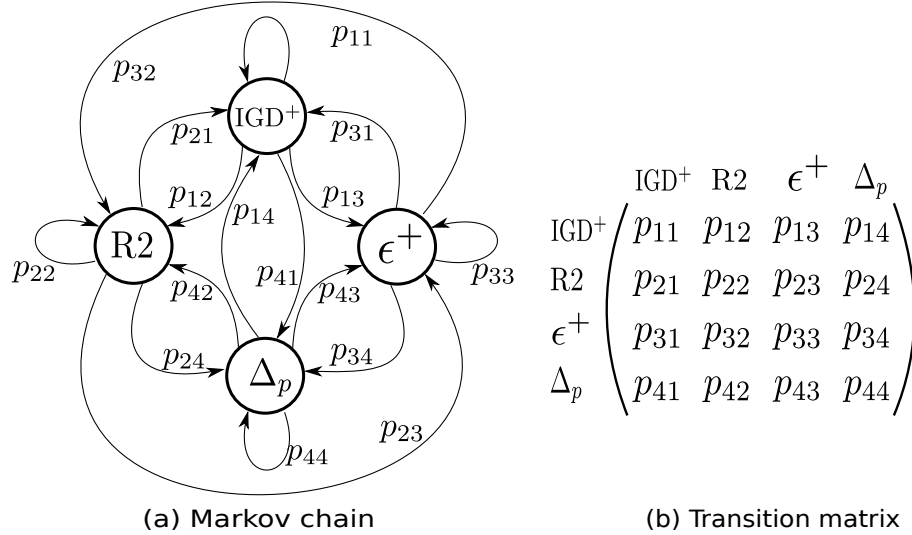 p₁₁
p₃₂
IGD⁺
p₂₁
p₃₁
p₁₂
p₁₃
p₁₄
R2
ϵ⁺
p₂₂
p₃₃
p₄₂
p₄₁
p₄₃
p₂₄
p₃₄
Δₚ
p₂₃
p₄₄
(a) Markov chain
IGD⁺ R2 ϵ⁺ Δₚ
IGD⁺ p₁₁ p₁₂ p₁₃ p₁₄
R2 p₂₁ p₂₂ p₂₃ p₂₄
ϵ⁺ p₃₁ p₃₂ p₃₃ p₃₄
Δₚ p₄₁ p₄₂ p₄₃ p₄₄
(b) Transition matrix